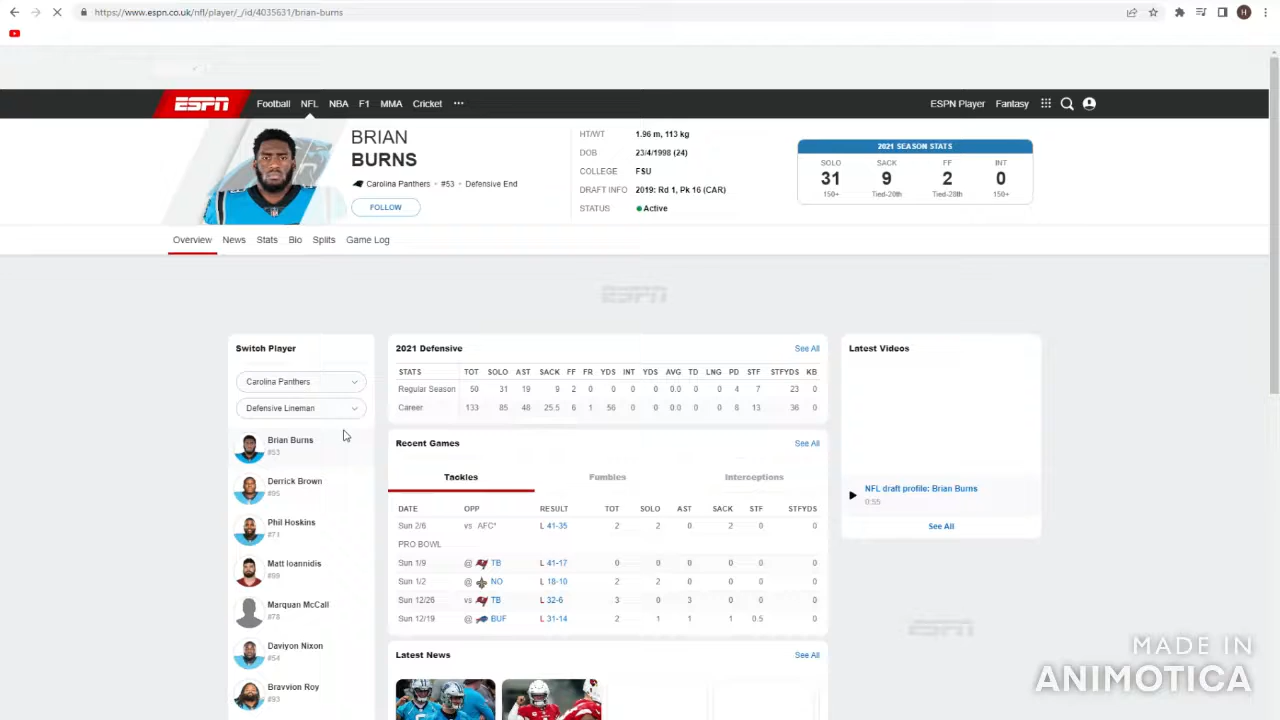 https://www.espn.co.uk/nfl/player/_/id/4035631/brian-burns
H
ESPN Football NFL NBA F1 MMA Cricket ••• ESPN Player Fantasy
BRIAN
BURNS
Carolina Panthers • #53 • Defensive End
FOLLOW
HT/WT 1.96 m, 113 kg
DOB 23/4/1998 (24)
COLLEGE FSU
DRAFT INFO 2019: Rd 1, Pk 16 (CAR)
STATUS Active
2021 SEASON STATS
SOLO SACK FF INT
31 9 2 0
150+ Tied-20th Tied-28th 150+
Overview News Stats Bio Splits Game Log
ESPN
Switch Player
Carolina Panthers
Defensive Lineman
Brian Burns
#53
Derrick Brown
#95
Phil Hoskins
#71
Matt Ioannidis
#99
Marquan McCall
#78
Daviyon Nixon
#54
Bravvion Roy
#93
2021 Defensive See All
STATS TOT SOLO AST SACK FF FR YDS INT YDS AVG TD LNG PD STF STFYDS KB
Regular Season 50 31 19 9 2 0 0 0 0 0.0 0 0 4 7 23 0
Career 133 85 48 25.5 6 1 56 0 0 0.0 0 0 8 13 36 0
Recent Games See All
Tackles Fumbles Interceptions
DATE OPP RESULT TOT SOLO AST SACK STF STFYDS
Sun 2/6 vs AFC* L 41-35 2 2 0 2 0 0
PRO BOWL
Sun 1/9 @ TB L 41-17 0 0 0 0 0 0
Sun 1/2 @ NO L 18-10 2 2 0 0 0 0
Sun 12/26 vs TB L 32-6 3 0 3 0 0 0
Sun 12/19 @ BUF L 31-14 2 1 1 0.5 0 0
Latest News See All
Latest Videos
NFL draft profile: Brian Burns
0:55
See All
ESPN
MADE IN
ANIMOTICA